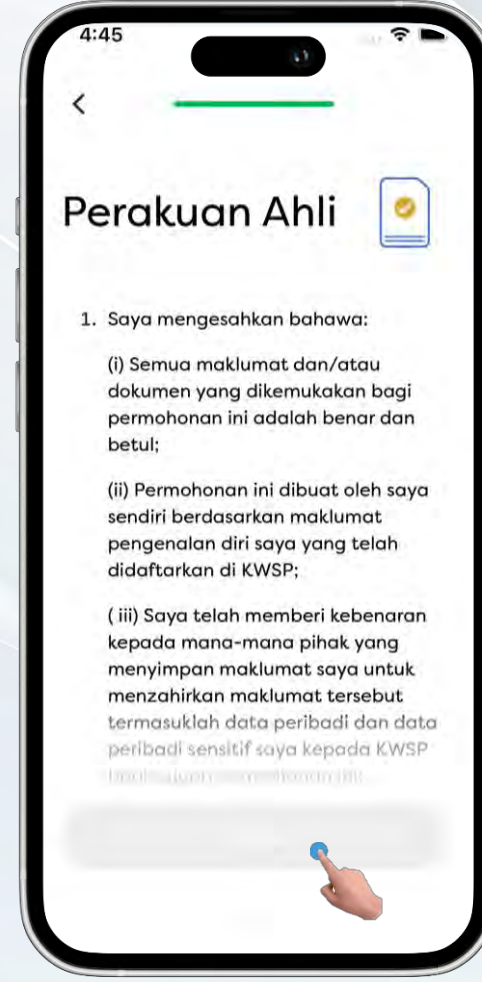 4:45
Perakuan Ahli
1. Saya mengesahkan bahawa:
(i) Semua maklumat dan/atau
dokumen yang dikemukakan bagi
permohonan ini adalah benar dan
betul;
(ii) Permohonan ini dibuat oleh saya
sendiri berdasarkan maklumat
pengenalan diri saya yang telah
didaftarkan di KWSP;
( iii) Saya telah memberi kebenaran
kepada mana-mana pihak yang
menyimpan maklumat saya untuk
menzahirkan maklumat tersebut
termasuklah data peribadi dan data
peribadi sensitif saya kepada KWSP